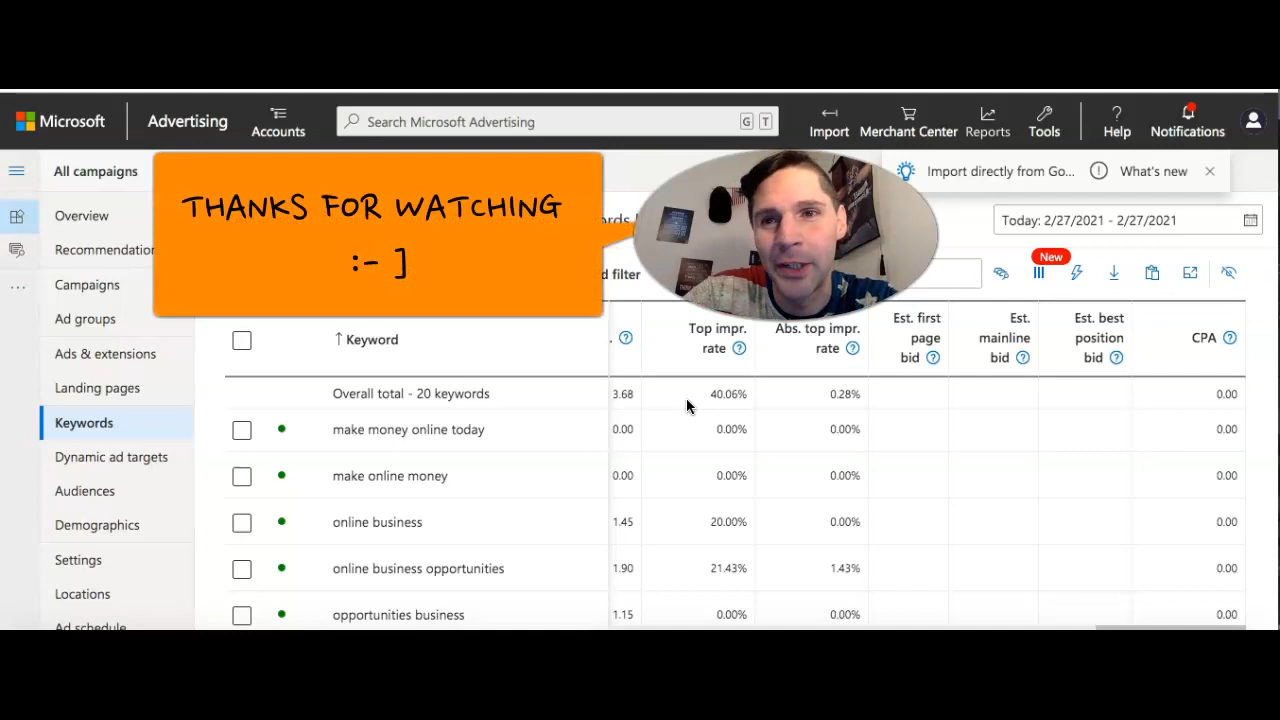 Microsoft Advertising Accounts Search Microsoft Advertising G T Import Merchant Center Reports Tools ? Help Notifications
All campaigns
Import directly from Go... What's new
THANKS FOR WATCHING
:- ]
Today: 2/27/2021 - 2/27/2021
New
filter
Overview
Recommendation
Campaigns
Ad groups
Ads & extensions
Landing pages
Keywords
Dynamic ad targets
Audiences
Demographics
Settings
Locations
Ad schedule
↑ Keyword
Top impr. rate
Abs. top impr. rate
Est. first page bid
Est. mainline bid
Est. best position bid
CPA
Overall total - 20 keywords 3.68 40.06% 0.28% 0.00
make money online today 0.00 0.00% 0.00% 0.00
make online money 0.00 0.00% 0.00% 0.00
online business 1.45 20.00% 0.00% 0.00
online business opportunities 1.90 21.43% 1.43% 0.00
opportunities business 1.15 0.00% 0.00% 0.00